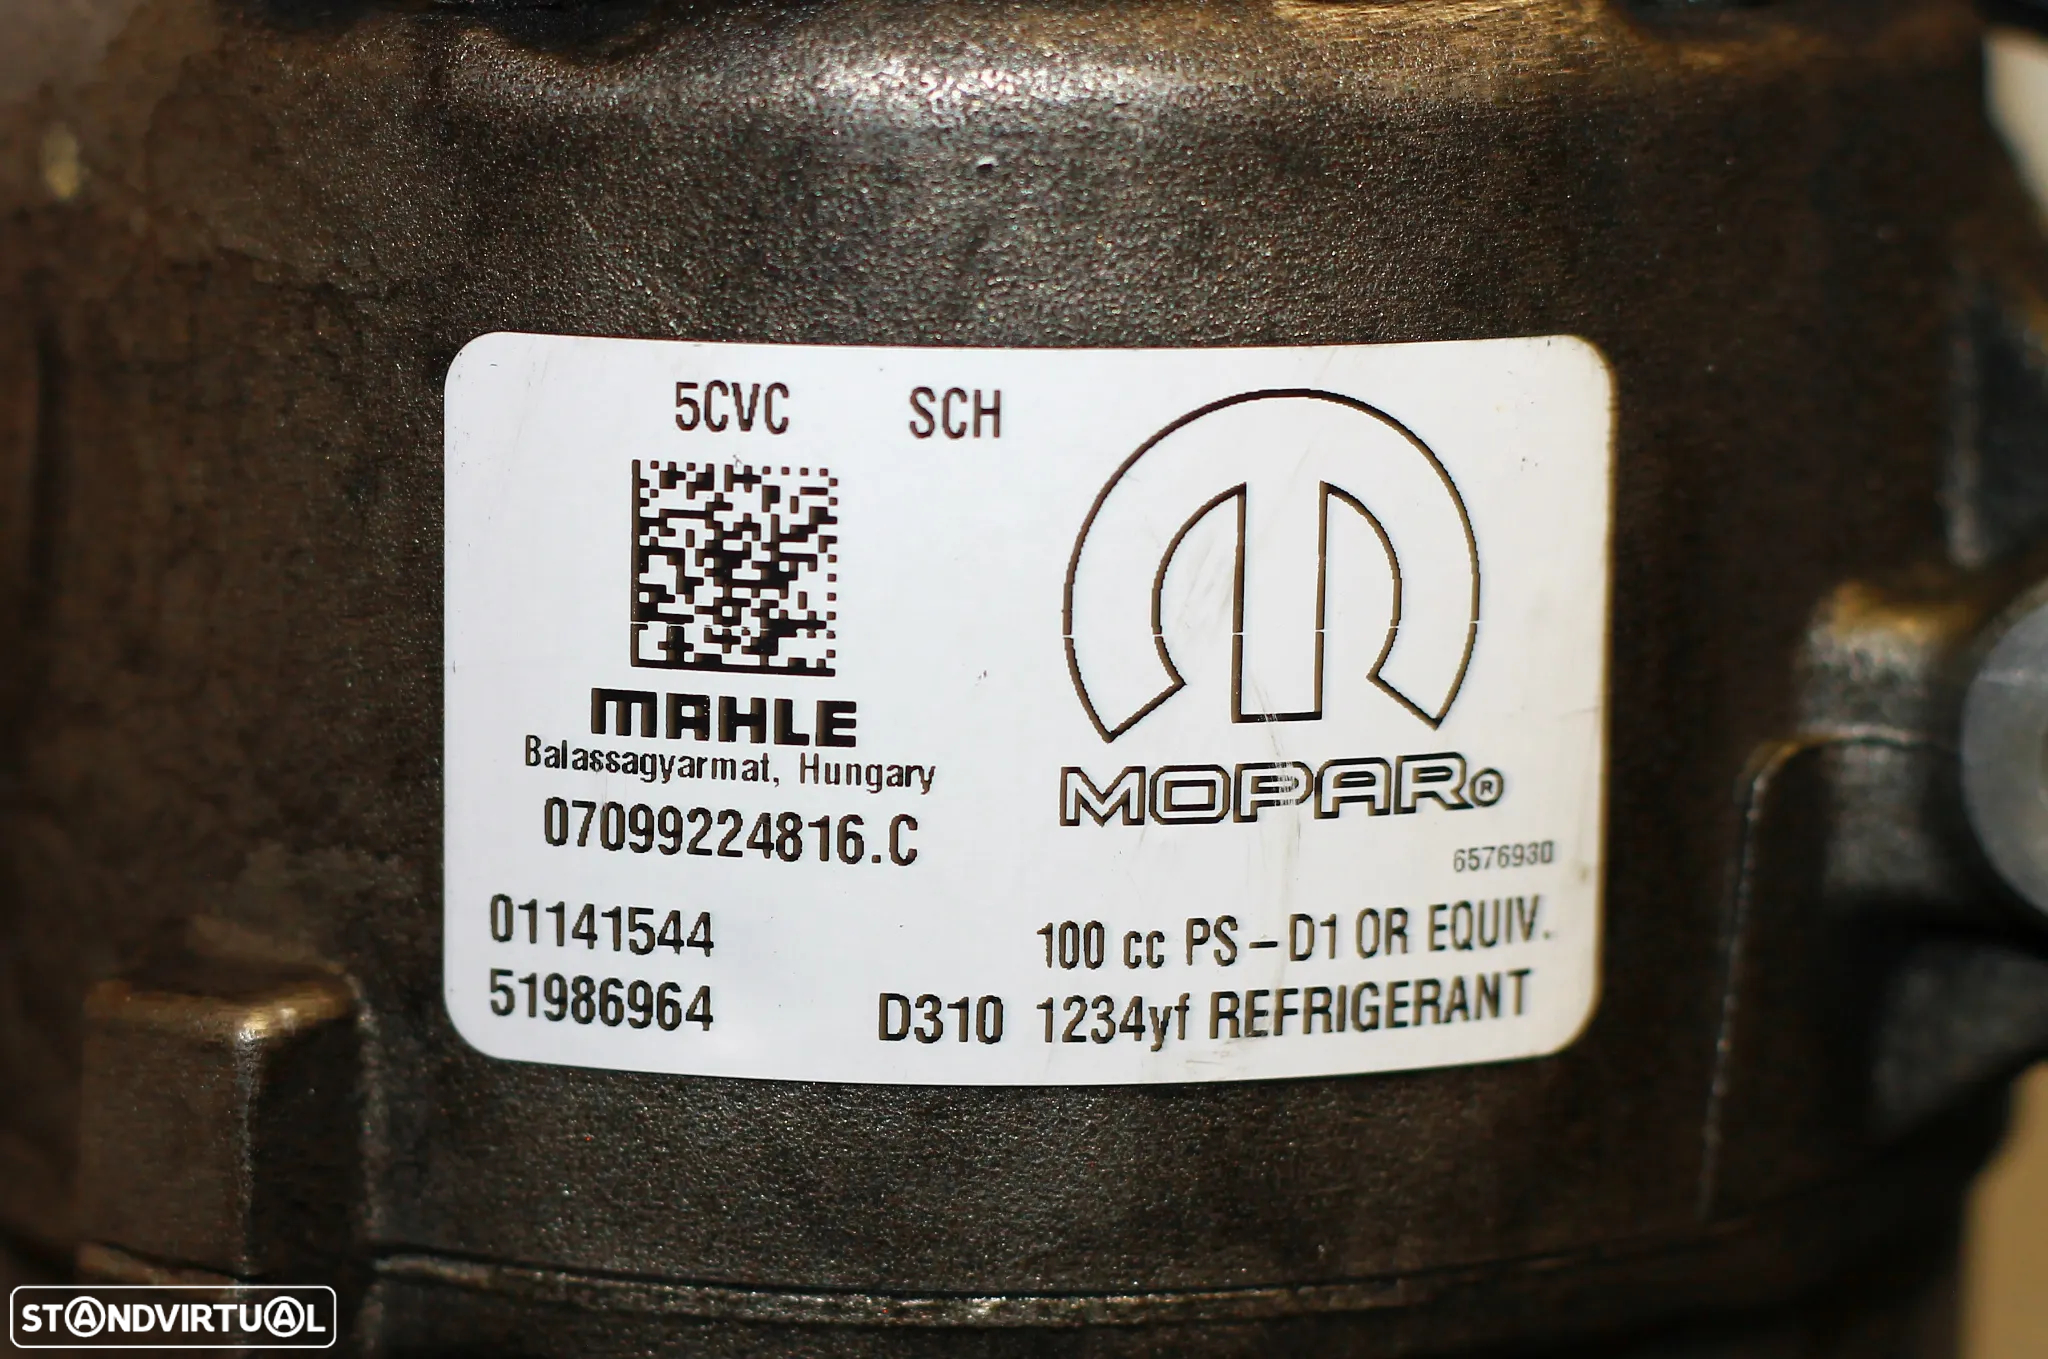 5CVC SCH
MAHLE
Balassagyarmat, Hungary
07099224816.C
MOPAR®
6576930
01141544
51986964
100 cc PS-D1 OR EQUIV.
D310 1234yf REFRIGERANT
STANDVIRTUAL